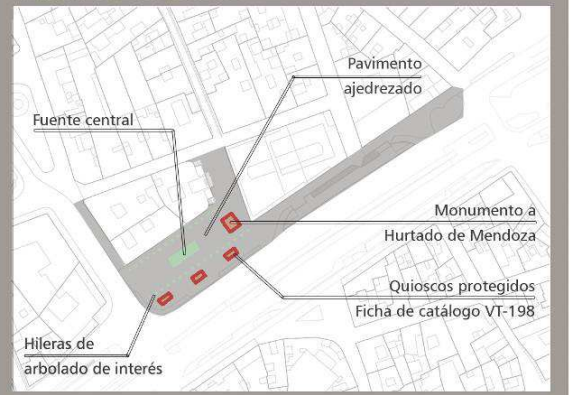 Pavimento
ajedrezado
Fuente central
Monumento a
Hurtado de Mendoza
Quioscos protegidos
Ficha de catálogo VT-198
Hileras de
arbolado de interés